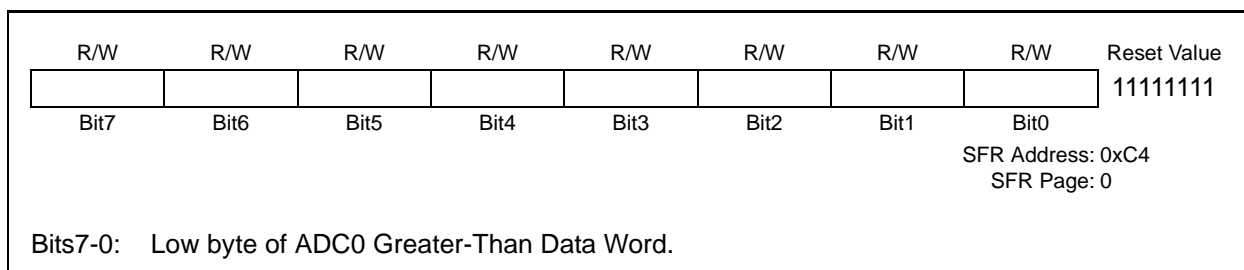 R/W R/W R/W R/W R/W R/W R/W R/W Reset Value
11111111
Bit7 Bit6 Bit5 Bit4 Bit3 Bit2 Bit1 Bit0
SFR Address: 0xC4
SFR Page: 0
Bits7-0: Low byte of ADC0 Greater-Than Data Word.